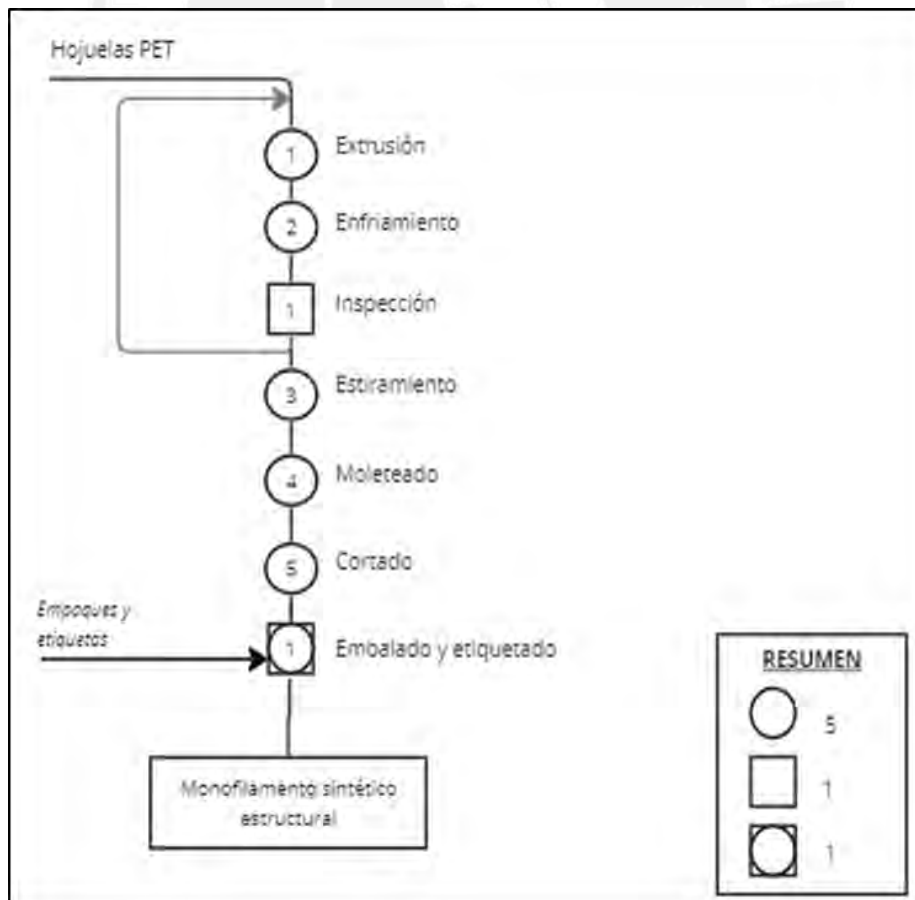 Hojuelas PET
1 Extrusión
2 Enfriamiento
1 Inspección
3 Estiramiento
4 Moleteado
5 Cortado
Empaques y
etiquetas
1 Embalado y etiquetado
Monofilamento sintético
estructural
RESUMEN
5
1
1